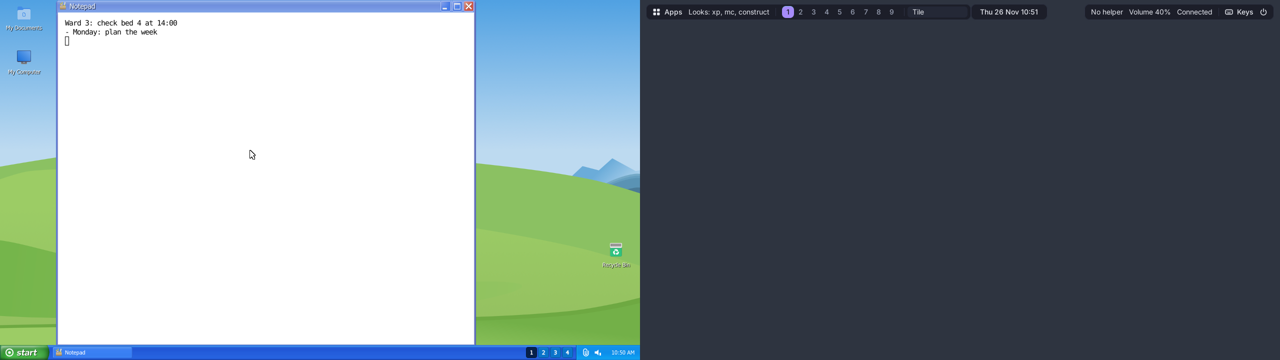 My Documents
My Computer
Notepad
Ward 3: check bed 4 at 14:00
- Monday: plan the week
Recycle Bin
start
Notepad
1 2 3 4
10:50 AM
Apps Looks: xp, mc, construct 1 2 3 4 5 6 7 8 9 Tile Thu 26 Nov 10:51 No helper Volume 40% Connected Keys